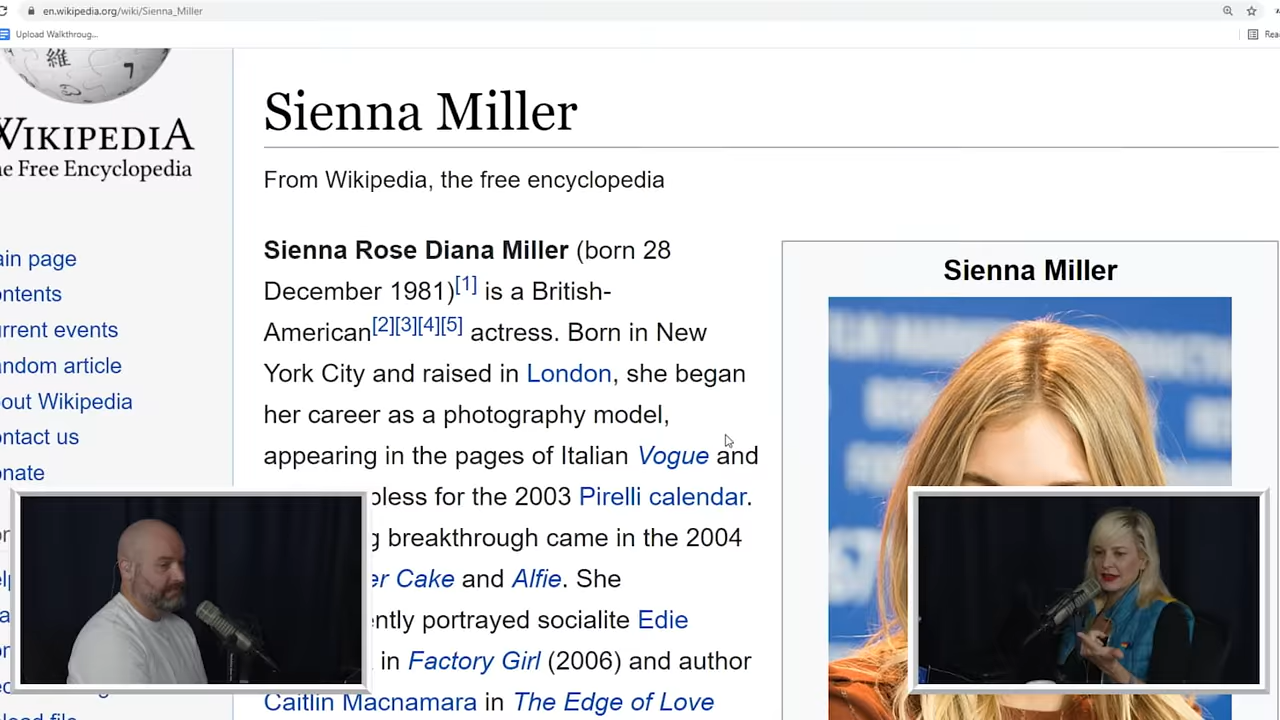 en.wikipedia.org/wiki/Sienna_Miller
Upload Walkthroug...
Rea
維
WIKIPEDIA
he Free Encyclopedia
ain page
ontents
urrent events
andom article
bout Wikipedia
ontact us
onate
Sienna Miller
From Wikipedia, the free encyclopedia
Sienna Rose Diana Miller (born 28
December 1981)[1] is a British-
American[2][3][4][5] actress. Born in New
York City and raised in London, she began
her career as a photography model,
appearing in the pages of Italian Vogue and
pless for the 2003 Pirelli calendar.
g breakthrough came in the 2004
er Cake and Alfie. She
ntly portrayed socialite Edie
in Factory Girl (2006) and author
Caitlin Macnamara in The Edge of Love
Sienna Miller